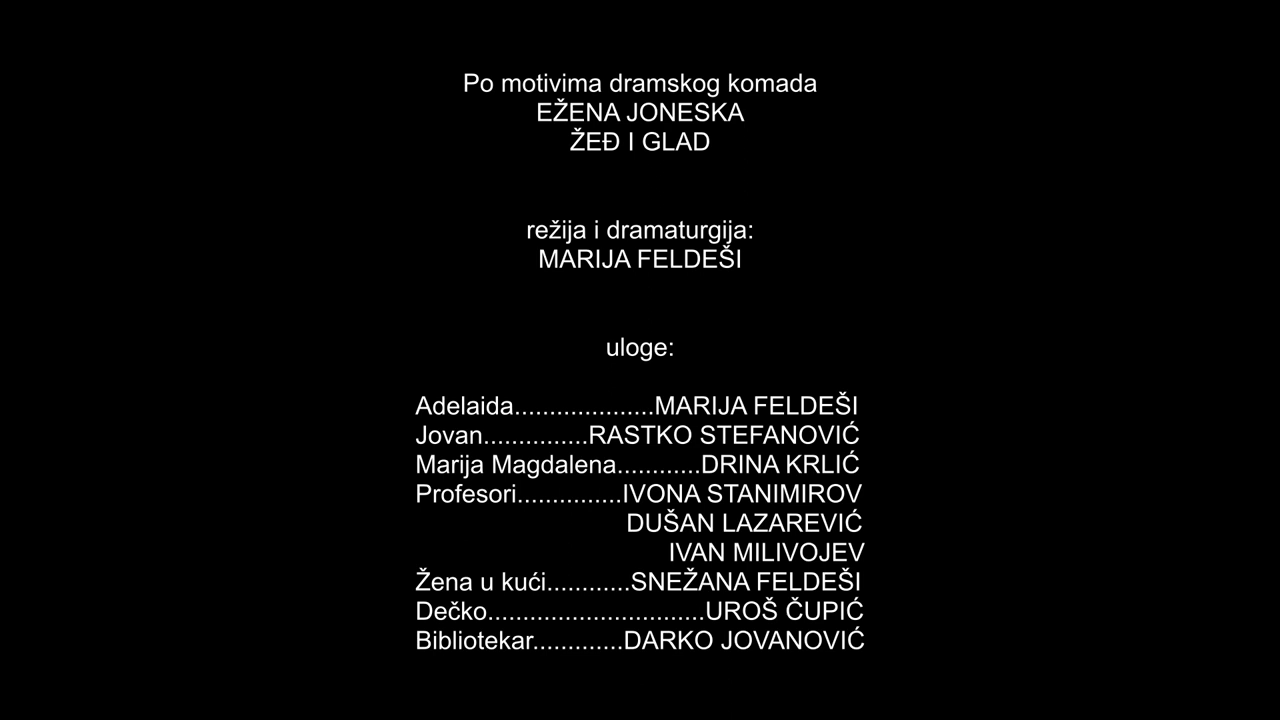 Po motivima dramskog komada
EŽENA JONESKA
ŽEĐ I GLAD
režija i dramaturgija:
MARIJA FELDEŠI
uloge:
Adelaida....................MARIJA FELDEŠI
Jovan...............RASTKO STEFANOVIĆ
Marija Magdalena............DRINA KRLIĆ
Profesori...............IVONA STANIMIROV
DUŠAN LAZAREVIĆ
IVAN MILIVOJEV
Žena u kući............SNEŽANA FELDEŠI
Dečko...............................UROŠ ČUPIĆ
Bibliotekar.............DARKO JOVANOVIĆ